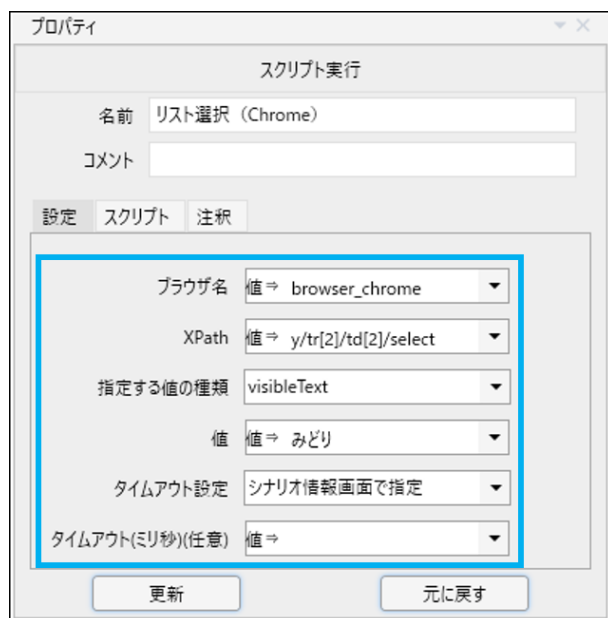 プロパティ
スクリプト実行
名前 リスト選択（Chrome）
コメント
設定 スクリプト 注釈
ブラウザ名 値⇒ browser_chrome
XPath 値⇒ y/tr[2]/td[2]/select
指定する値の種類 visibleText
値 値⇒ みどり
タイムアウト設定 シナリオ情報画面で指定
タイムアウト(ミリ秒)(任意) 値⇒
更新 元に戻す